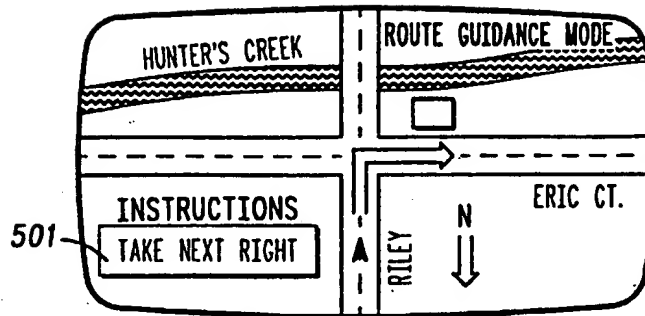 ROUTE GUIDANCE MODE
HUNTER'S CREEK
ERIC CT.
INSTRUCTIONS
501
TAKE NEXT RIGHT
RILEY
N